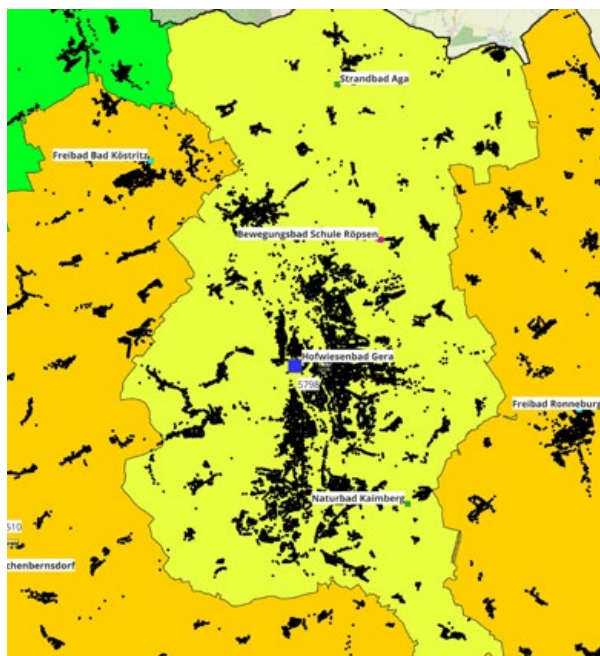 Strandbad Aga
Freibad Bad Köstritz
Bewegungsbad Schule Röpsen
Hofwiesenbad Gera
5798
Freibad Ronneburg
Naturbad Kaimberg
510
chenbernsdorf